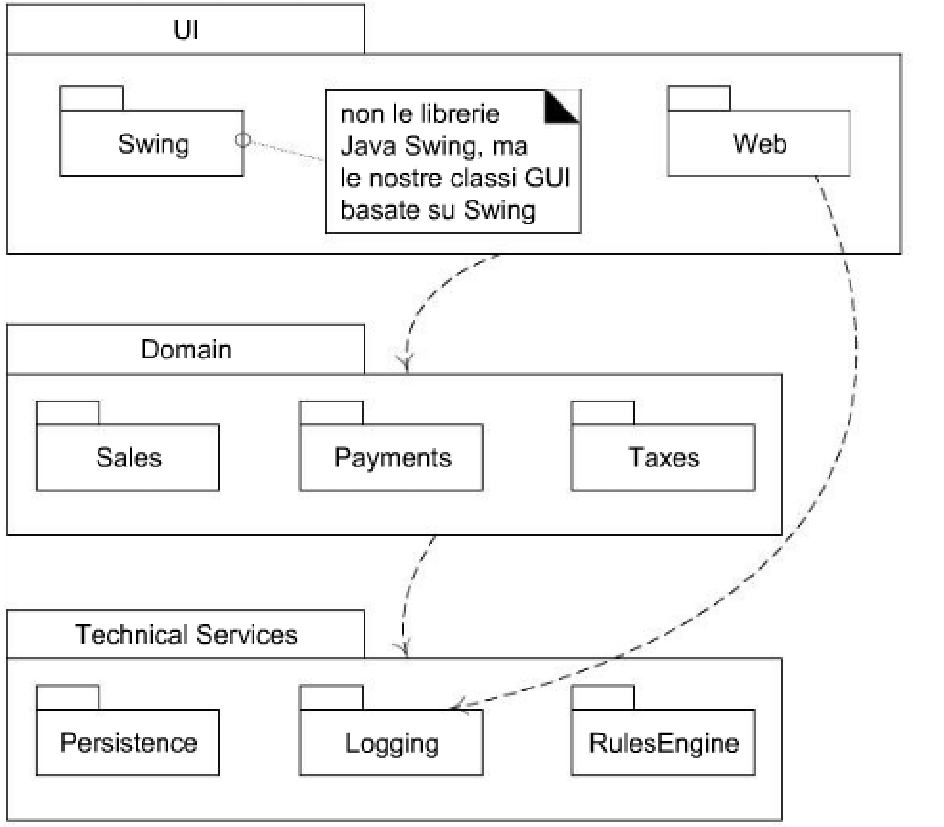 UI
Swing
non le librerie
Java Swing, ma
le nostre classi GUI
basate su Swing
Web
Domain
Sales
Payments
Taxes
Technical Services
Persistence
Logging
RulesEngine